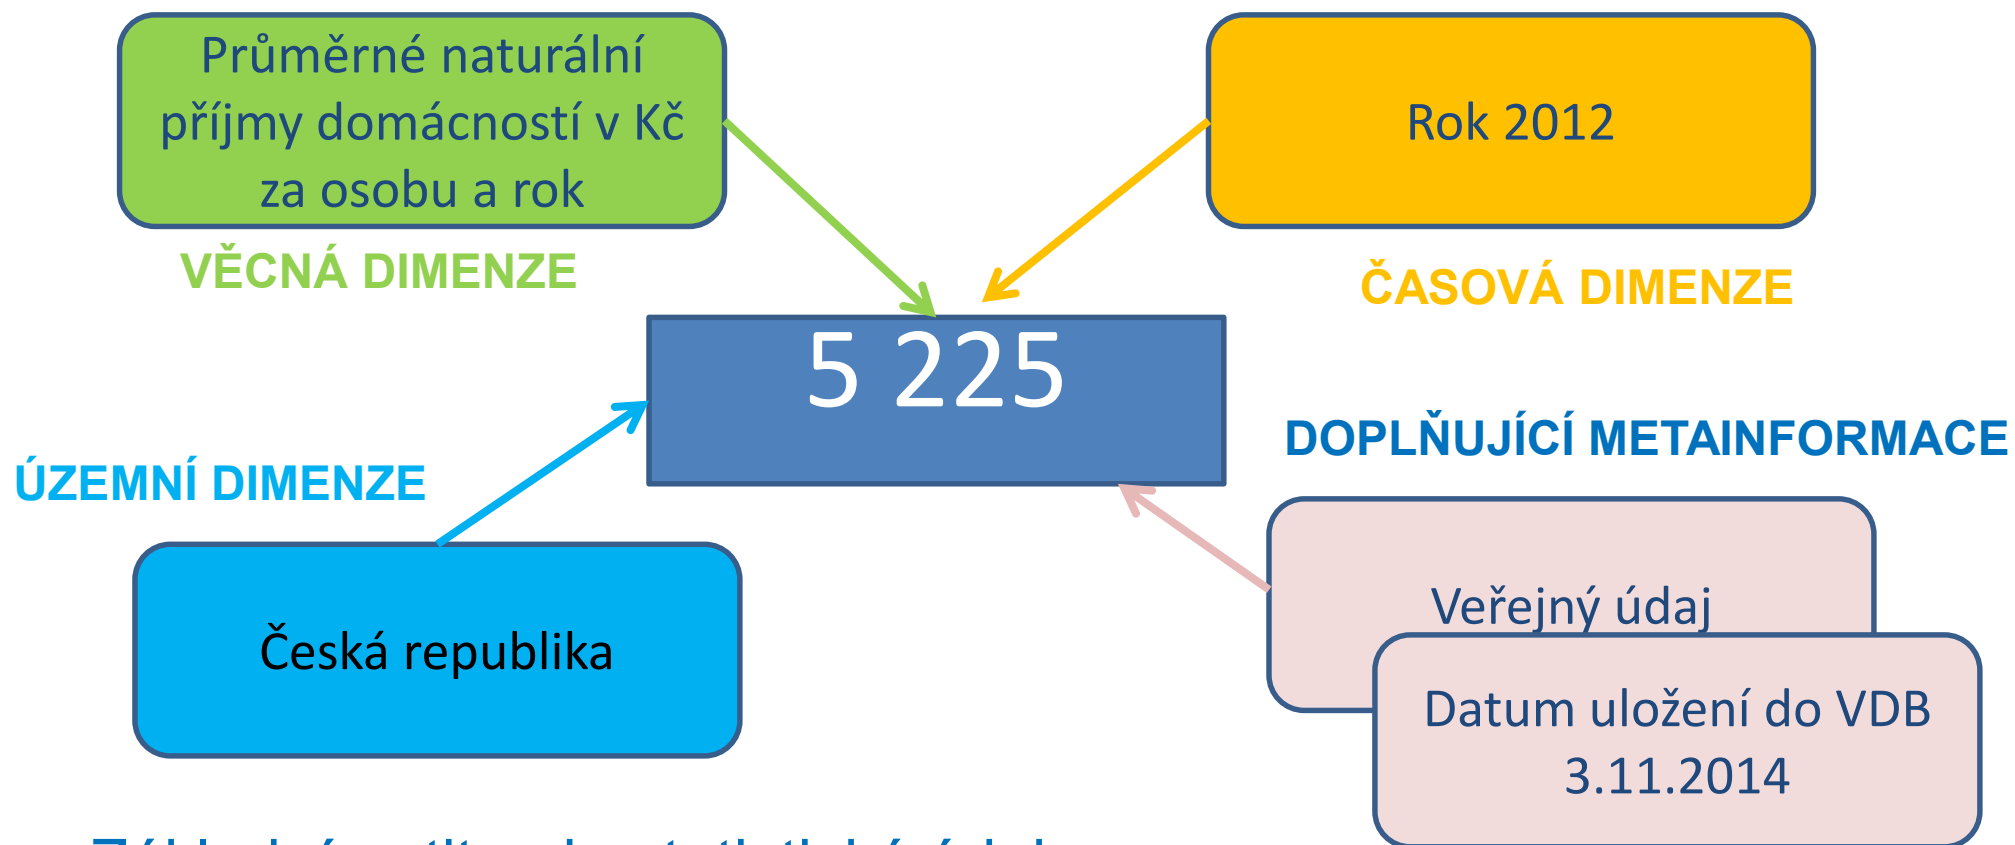 Průměrné naturální
příjmy domácností v Kč
za osobu a rok
VĚCNÁ DIMENZE
Rok 2012
ČASOVÁ DIMENZE
5 225
ÚZEMNÍ DIMENZE
Česká republika
DOPLŇUJÍCÍ METAINFORMACE
Veřejný údaj
Datum uložení do VDB
3.11.2014